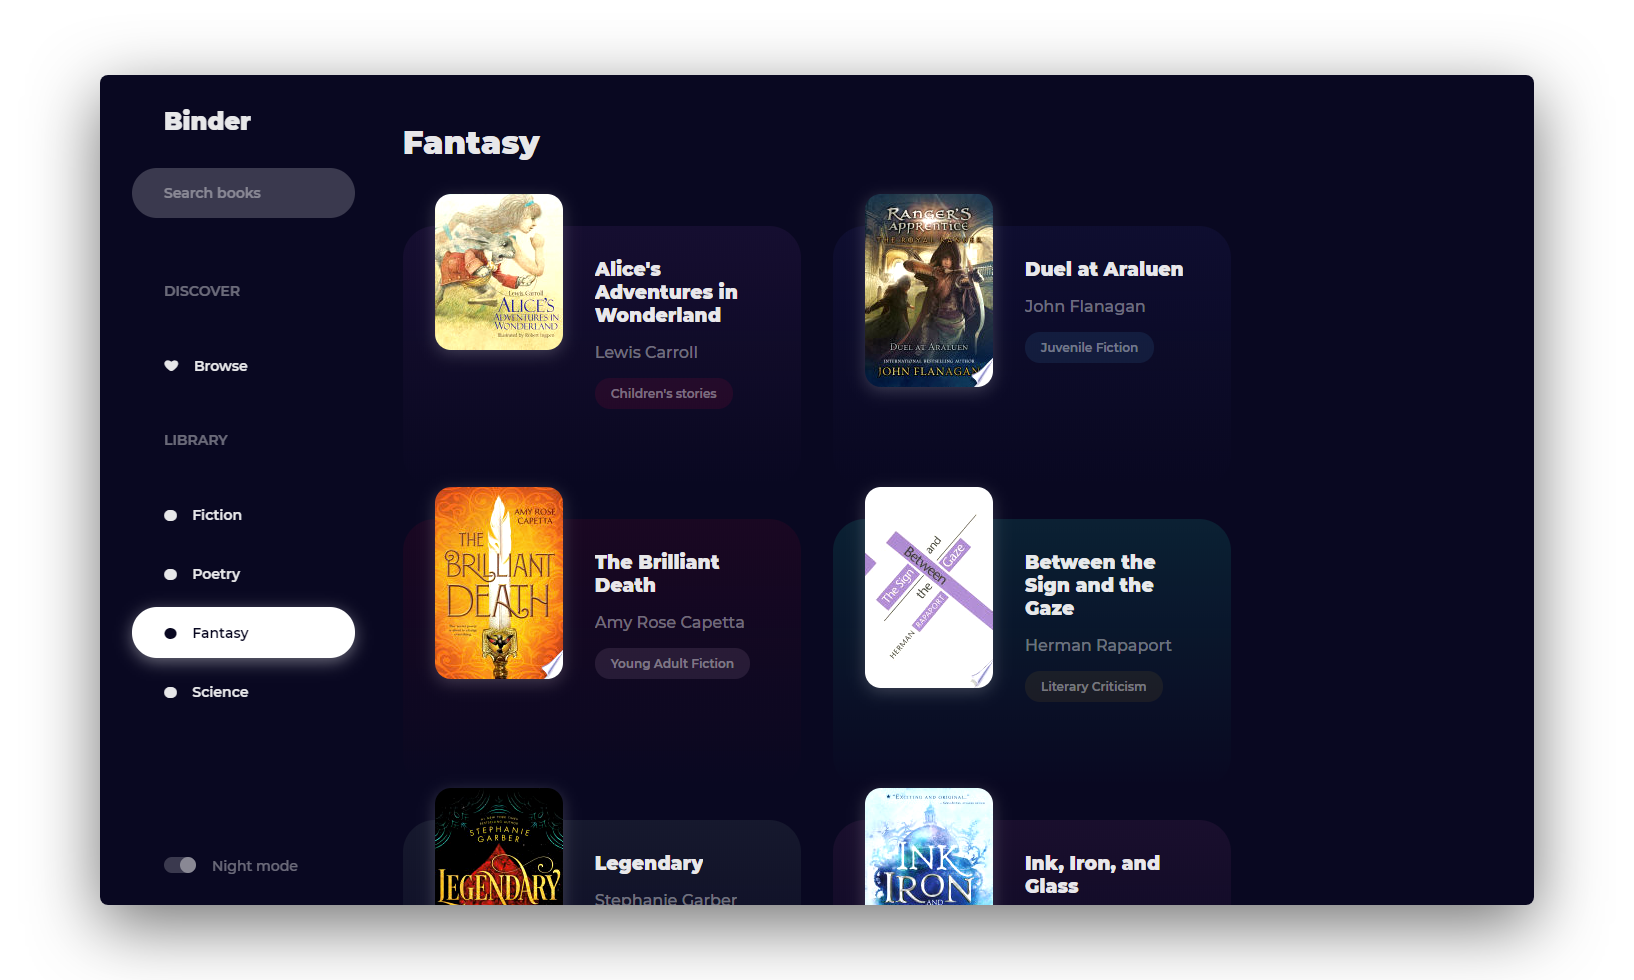 Binder
Search books
DISCOVER
Browse
LIBRARY
Fiction
Poetry
Fantasy
Science
Night mode
Fantasy
Lewis Carroll
ALICE'S
ADVENTURES IN
WONDERLAND
Illustrated by Robert Ingpen
Alice's
Adventures in
Wonderland
Lewis Carroll
Children's stories
RANGER'S
APPRENTICE
THE ROYAL RANGER
DUEL AT ARALUEN
INTERNATIONAL BESTSELLING AUTHOR
JOHN FLANAGAN
Duel at Araluen
John Flanagan
Juvenile Fiction
AMY ROSE
CAPETTA
THE
BRILLIANT
DEATH
The Brilliant
Death
Amy Rose Capetta
Young Adult Fiction
Between
and
The Sign
the
Gaze
HERMAN RAPAPORT
Between the
Sign and the
Gaze
Herman Rapaport
Literary Criticism
STEPHANIE
GARBER
LEGENDARY
Legendary
Stephanie Garber
"EXCITING AND ORIGINAL."
INK
IRON
AND
Ink, Iron, and
Glass